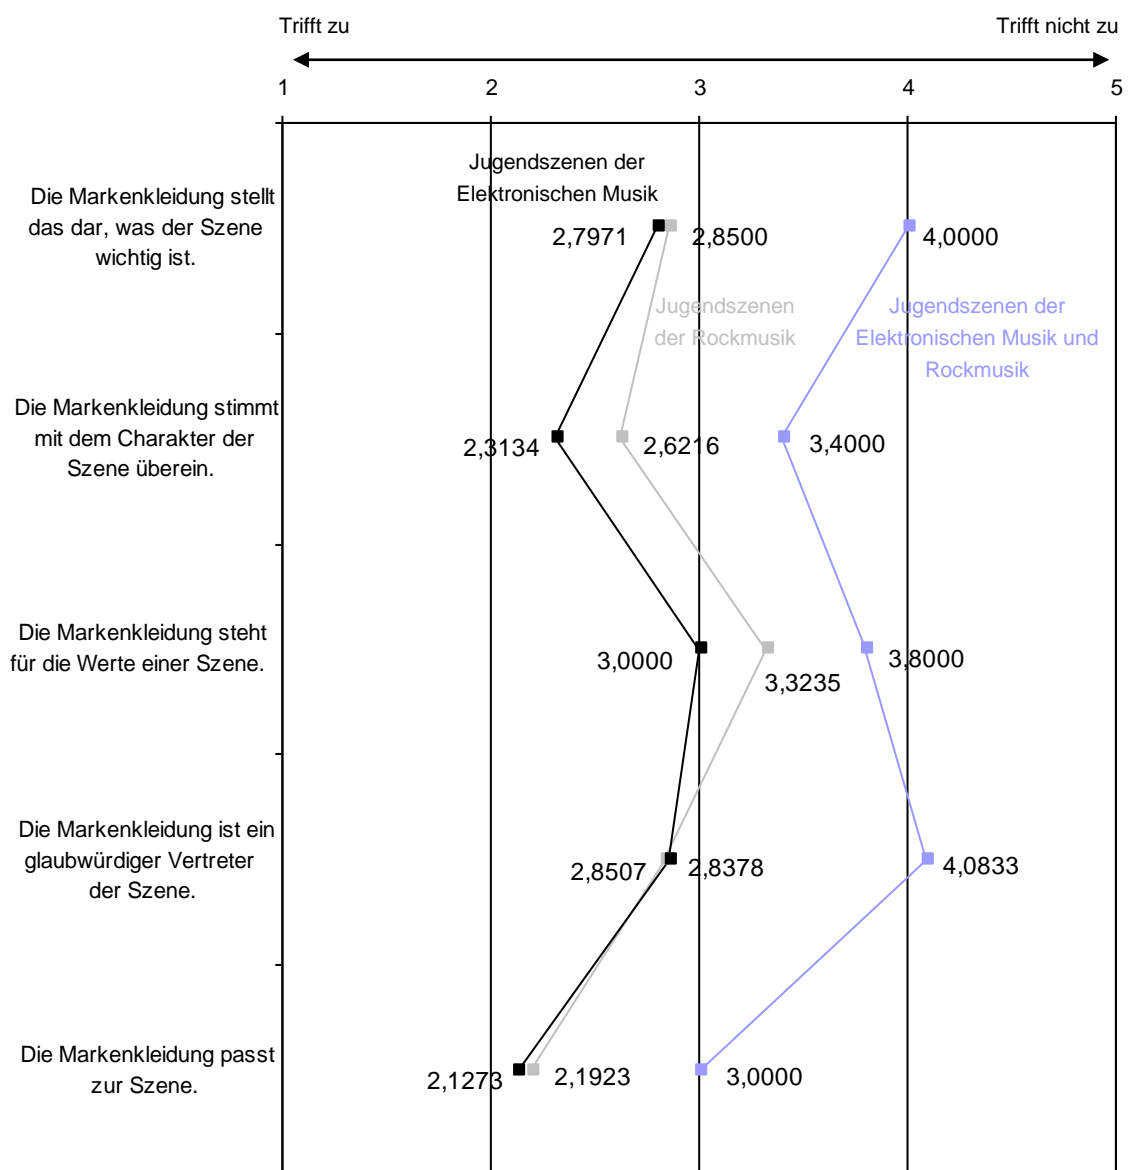 Trifft zu
Trifft nicht zu
1
2
3
4
5
Jugendszenen der
Elektronischen Musik
Die Markenkleidung stellt
das dar, was der Szene
wichtig ist.
2,7971
2,8500
4,0000
Jugendszenen
der Rockmusik
Jugendszenen der
Elektronischen Musik und
Rockmusik
Die Markenkleidung stimmt
mit dem Charakter der
Szene überein.
2,3134
2,6216
3,4000
Die Markenkleidung steht
für die Werte einer Szene.
3,0000
3,3235
3,8000
Die Markenkleidung ist ein
glaubwürdiger Vertreter
der Szene.
2,8507
2,8378
4,0833
Die Markenkleidung passt
zur Szene.
2,1273
2,1923
3,0000